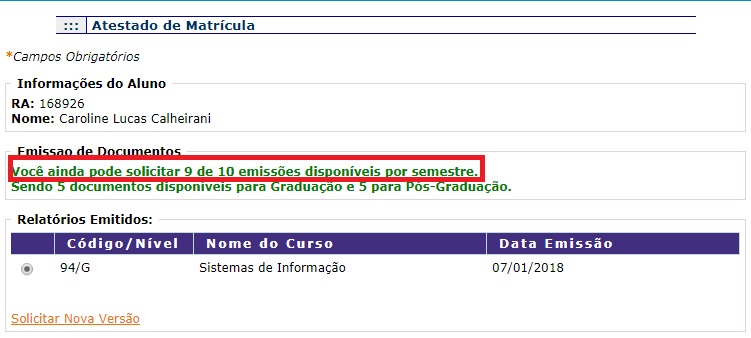 ::: Atestado de Matrícula
*Campos Obrigatórios
Informações do Aluno
RA: 168926
Nome: Caroline Lucas Calheirani
Emissao de Documentos
Você ainda pode solicitar 9 de 10 emissões disponíveis por semestre.
Sendo 5 documentos disponíveis para Graduação e 5 para Pós-Graduação.
Relatórios Emitidos:
Código/Nível Nome do Curso Data Emissão
94/G Sistemas de Informação 07/01/2018
Solicitar Nova Versão